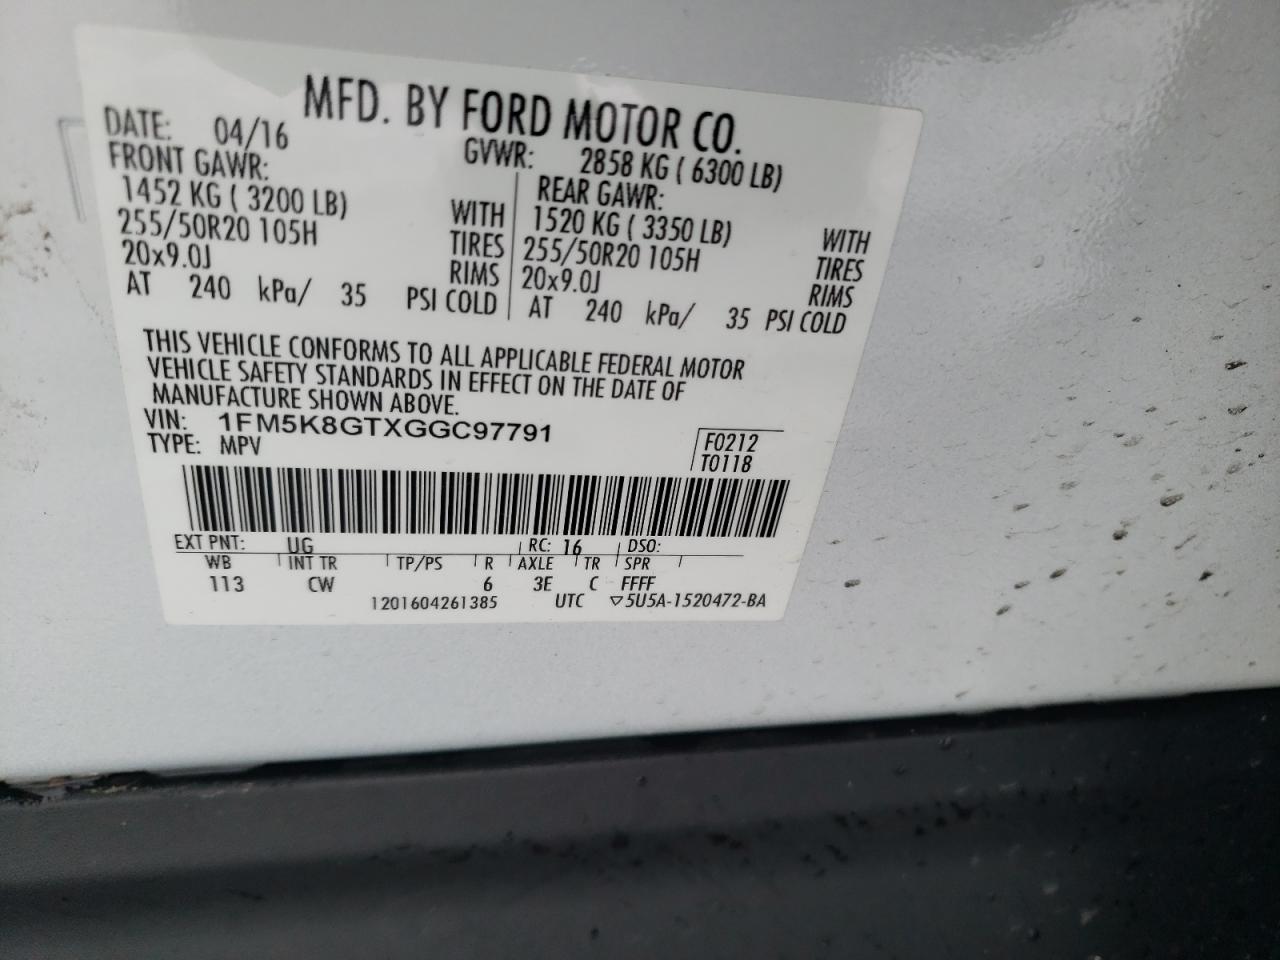 MFD. BY FORD MOTOR CO.
DATE: 04/16 GVWR: 2858 KG ( 6300 LB)
FRONT GAWR: REAR GAWR:
1452 KG ( 3200 LB) WITH 1520 KG ( 3350 LB) WITH
255/50R20 105H TIRES 255/50R20 105H TIRES
20x9.0J RIMS 20x9.0J RIMS
AT 240 kPa/ 35 PSI COLD AT 240 kPa/ 35 PSI COLD
THIS VEHICLE CONFORMS TO ALL APPLICABLE FEDERAL MOTOR
VEHICLE SAFETY STANDARDS IN EFFECT ON THE DATE OF
MANUFACTURE SHOWN ABOVE.
VIN: 1FM5K8GTXGGC97791 F0212
TYPE: MPV T0118
EXT PNT: UG RC: 16 DSO:
WB INT TR TP/PS R AXLE TR SPR
113 CW 6 3E C FFFF
1201604261385 UTC ▽5U5A-1520472-BA